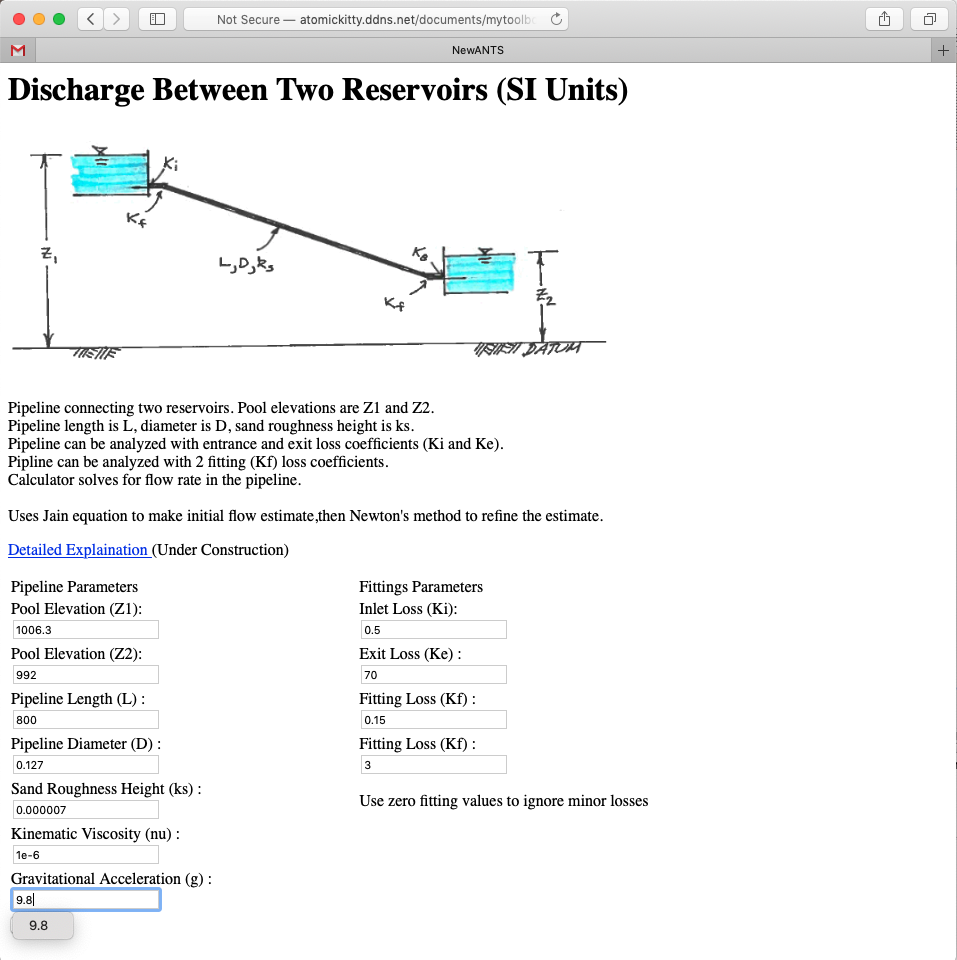 Not Secure — atomickitty.ddns.net/documents/mytoolb
NewANTS
Discharge Between Two Reservoirs (SI Units)
Ki
Kf
Z1
L,D,ks
Ke
Kf
Z2
DATUM
Pipeline connecting two reservoirs. Pool elevations are Z1 and Z2.
Pipeline length is L, diameter is D, sand roughness height is ks.
Pipeline can be analyzed with entrance and exit loss coefficients (Ki and Ke).
Pipline can be analyzed with 2 fitting (Kf) loss coefficients.
Calculator solves for flow rate in the pipeline.
Uses Jain equation to make initial flow estimate,then Newton's method to refine the estimate.
Detailed Explaination (Under Construction)
Pipeline Parameters
Pool Elevation (Z1):
1006.3
Pool Elevation (Z2):
992
Pipeline Length (L) :
800
Pipeline Diameter (D) :
0.127
Sand Roughness Height (ks) :
0.000007
Kinematic Viscosity (nu) :
1e-6
Gravitational Acceleration (g) :
9.8
9.8
Fittings Parameters
Inlet Loss (Ki):
0.5
Exit Loss (Ke) :
70
Fitting Loss (Kf) :
0.15
Fitting Loss (Kf) :
3
Use zero fitting values to ignore minor losses